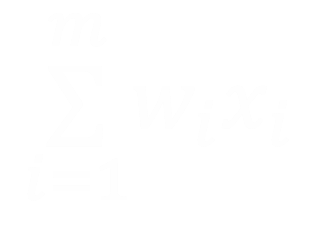 m
∑ wᵢxᵢ
i = 1